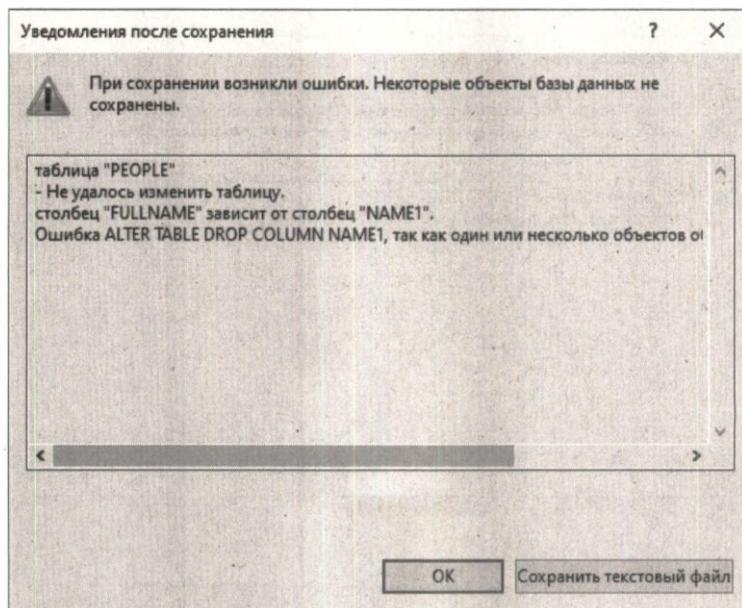 Уведомления после сохранения
При сохранении возникли ошибки. Некоторые объекты базы данных не
сохранены.
таблица "PEOPLE"
- Не удалось изменить таблицу.
столбец "FULLNAME" зависит от столбец "NAME1".
Ошибка ALTER TABLE DROP COLUMN NAME1, так как один или несколько объектов
ОК
Сохранить текстовый файл